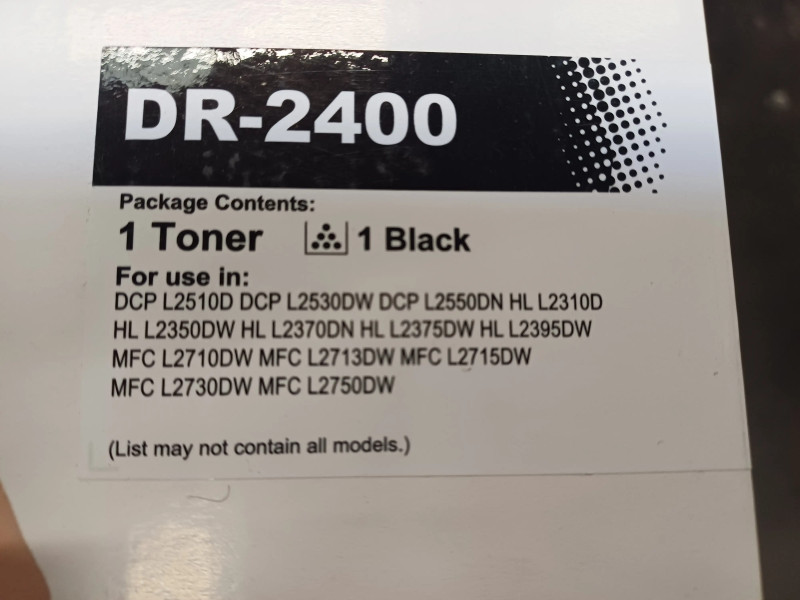 DR-2400
Package Contents:
1 Toner 1 Black
For use in:
DCP L2510D DCP L2530DW DCP L2550DN HL L2310D
HL L2350DW HL L2370DN HL L2375DW HL L2395DW
MFC L2710DW MFC L2713DW MFC L2715DW
MFC L2730DW MFC L2750DW
(List may not contain all models.)